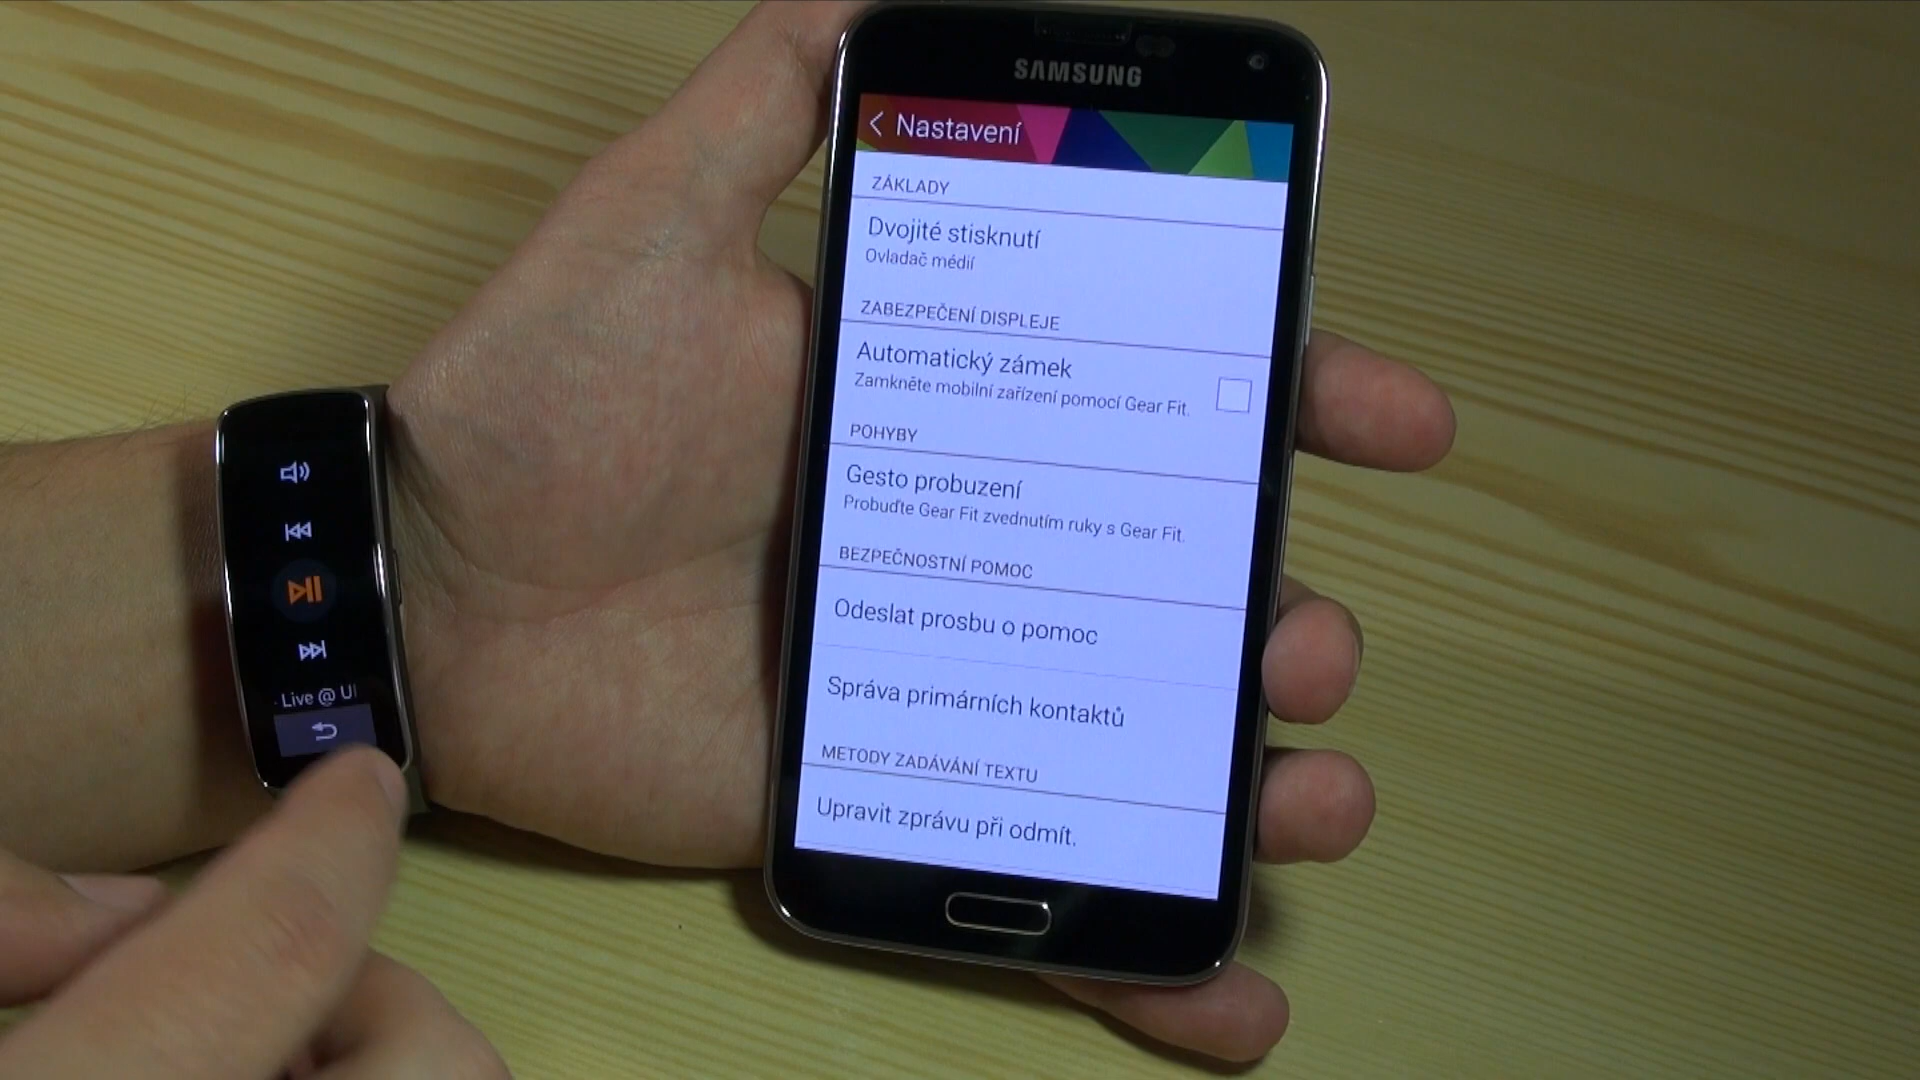 SAMSUNG
Nastavení
ZÁKLADY
Dvojité stisknutí
Ovladač médií
ZABEZPEČENÍ DISPLEJE
Automatický zámek
Zamkněte mobilní zařízení pomocí Gear Fit.
POHYBY
Gesto probuzení
Probuďte Gear Fit zvednutím ruky s Gear Fit.
BEZPEČNOSTNÍ POMOC
Odeslat prosbu o pomoc
Správa primárních kontaktů
METODY ZADÁVÁNÍ TEXTU
Upravit zprávu při odmít.
Live @